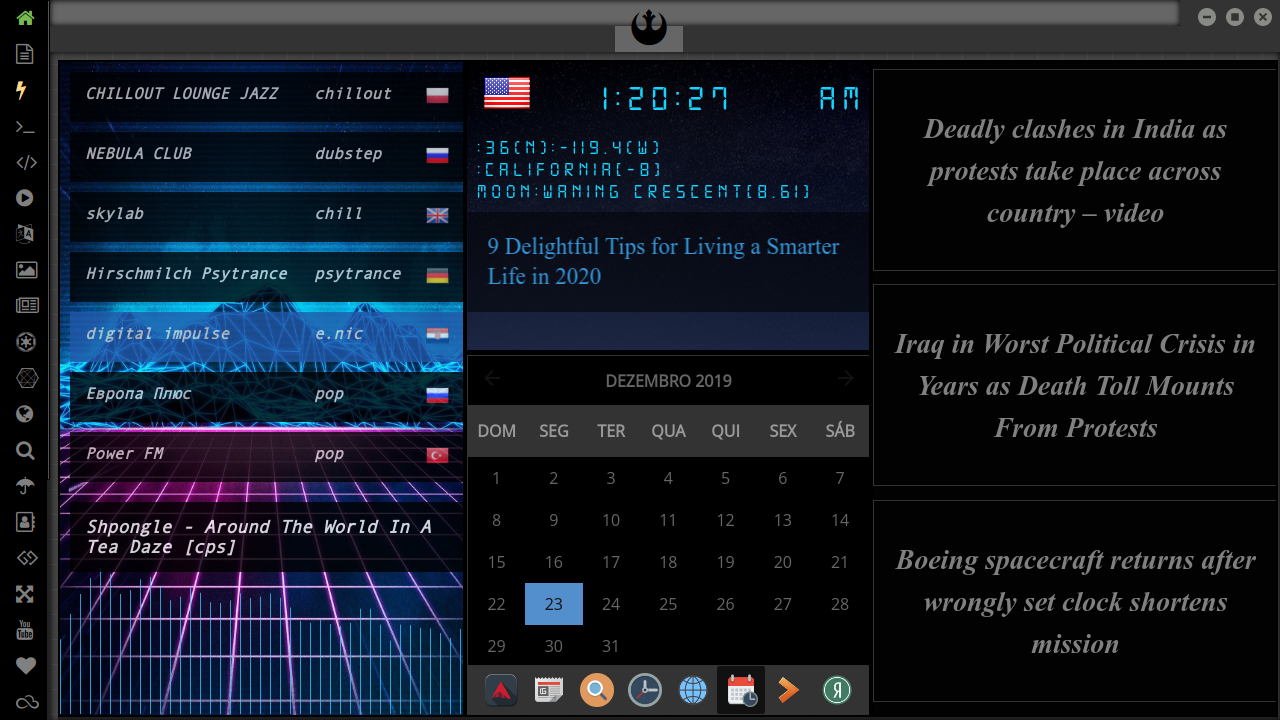 CHILLOUT LOUNGE JAZZ chillout
NEBULA CLUB dubstep
skylab chill
Hirschmilch Psytrance psytrance
digital impulse e.nic
Европа Плюс pop
Power FM pop
Shpongle - Around The World In A
Tea Daze [cps]
1:20:27 AM
:36(N):-119.4(W)
:CALIFORNIA(-8)
MOON:WANING CRESCENT(8.61)
9 Delightful Tips for Living a Smarter
Life in 2020
DEZEMBRO 2019
DOM SEG TER QUA QUI SEX SÁB
1 2 3 4 5 6 7
8 9 10 11 12 13 14
15 16 17 18 19 20 21
22 23 24 25 26 27 28
29 30 31
Deadly clashes in India as
protests take place across
country – video
Iraq in Worst Political Crisis in
Years as Death Toll Mounts
From Protests
Boeing spacecraft returns after
wrongly set clock shortens
mission
You
Tube
Я